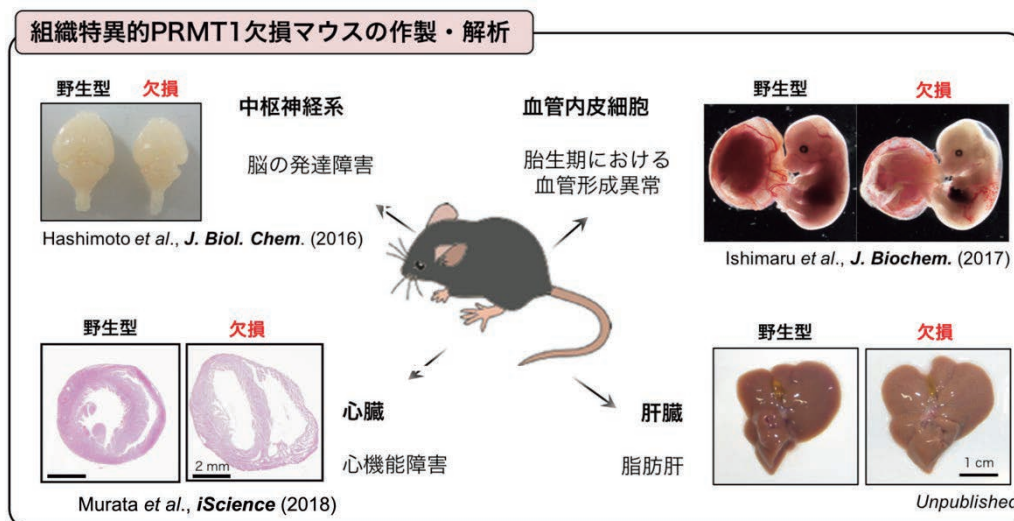 組織特異的PRMT1欠損マウスの作製・解析
野生型 欠損
中枢神経系
脳の発達障害
Hashimoto et al., J. Biol. Chem. (2016)
血管内皮細胞
胎生期における
血管形成異常
野生型 欠損
Ishimaru et al., J. Biochem. (2017)
野生型 欠損
2 mm
心臓
心機能障害
Murata et al., iScience (2018)
肝臓
脂肪肝
野生型 欠損
1 cm
Unpublished